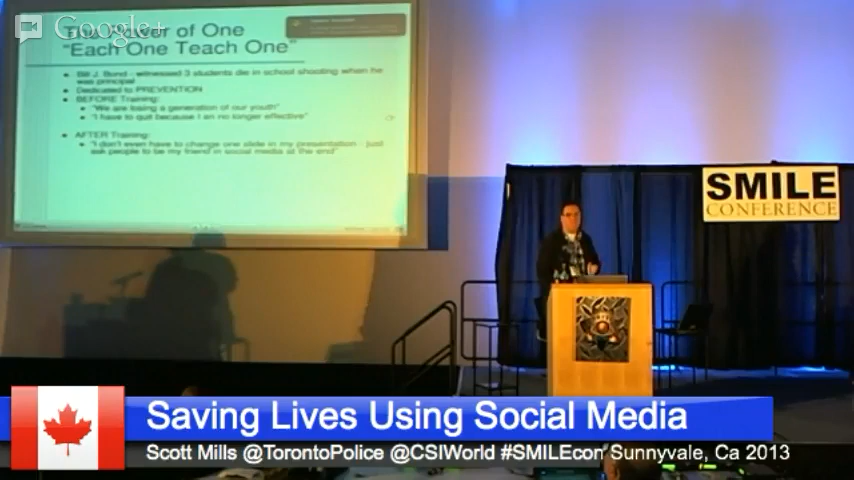 Google+
The Power of One
"Each One Teach One"
Bill J. Bond - witnessed 3 students die in school shooting when he
was principal
Dedicated to PREVENTION
BEFORE Training:
"We are losing a generation of our youth"
"I have to quit because I an no longer effective"
AFTER Training:
"I don't even have to change one slide in my presentation - just
ask people to be my friend in social media at the end"
SMILE
CONFERENCE
Saving Lives Using Social Media
Scott Mills @TorontoPolice @CSIWorld #SMILEcon Sunnyvale, Ca 2013